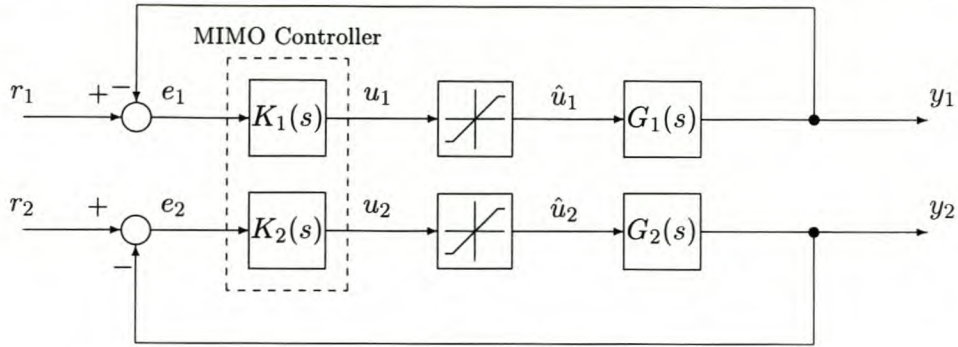 MIMO Controller
r₁ + − e₁ K₁(s) u₁ û₁ G₁(s) y₁
r₂ + e₂ K₂(s) u₂ û₂ G₂(s) y₂
−